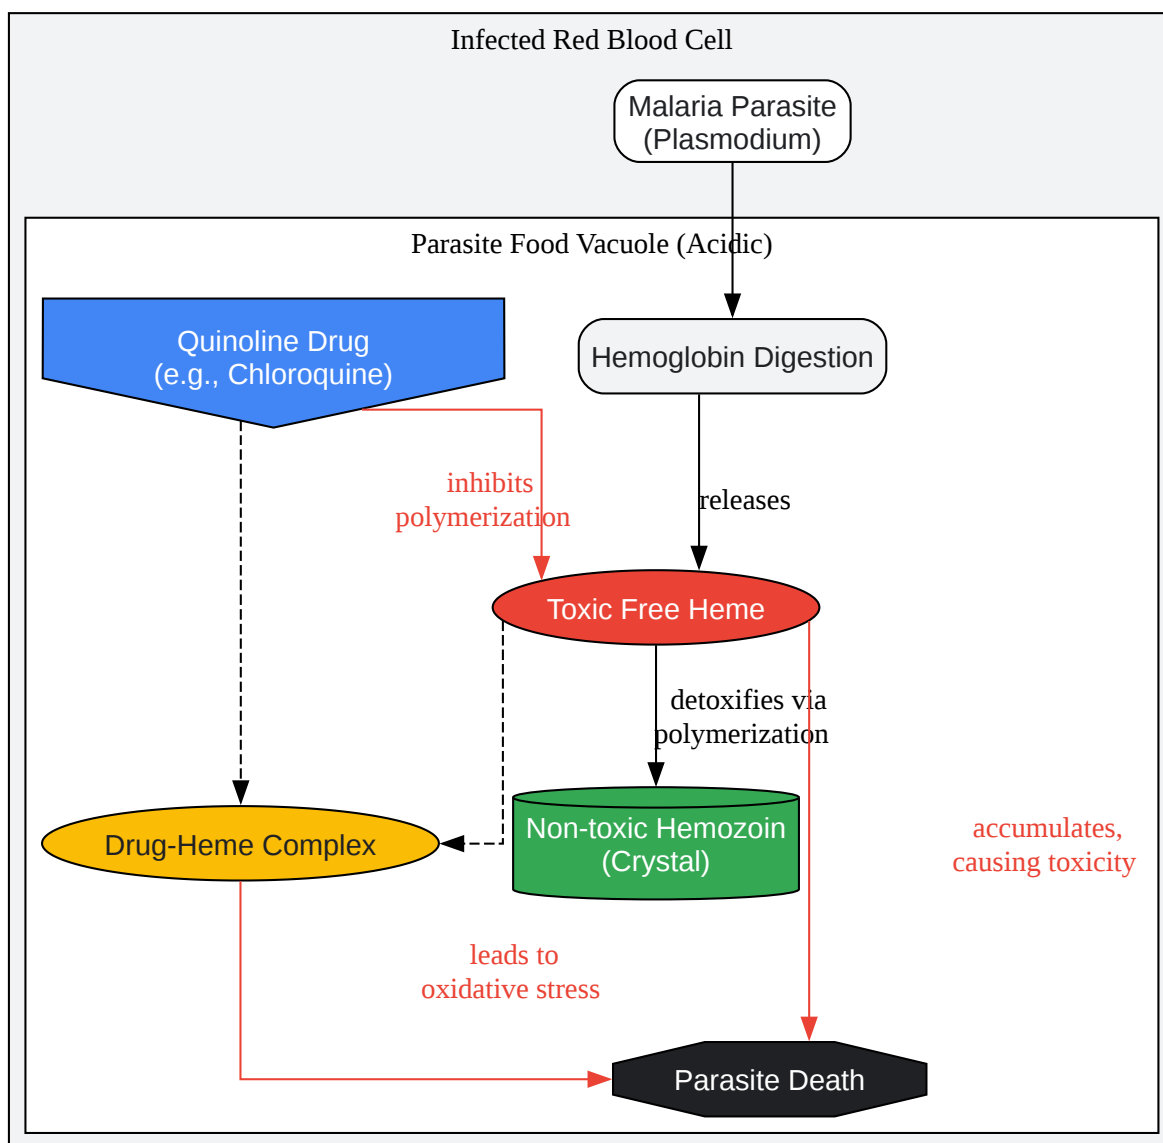 Infected Red Blood Cell
Malaria Parasite
(Plasmodium)
Parasite Food Vacuole (Acidic)
Quinoline Drug
(e.g., Chloroquine)
Hemoglobin Digestion
inhibits
polymerization
releases
Toxic Free Heme
detoxifies via
polymerization
Drug-Heme Complex
Non-toxic Hemozoin
(Crystal)
accumulates,
causing toxicity
leads to
oxidative stress
Parasite Death